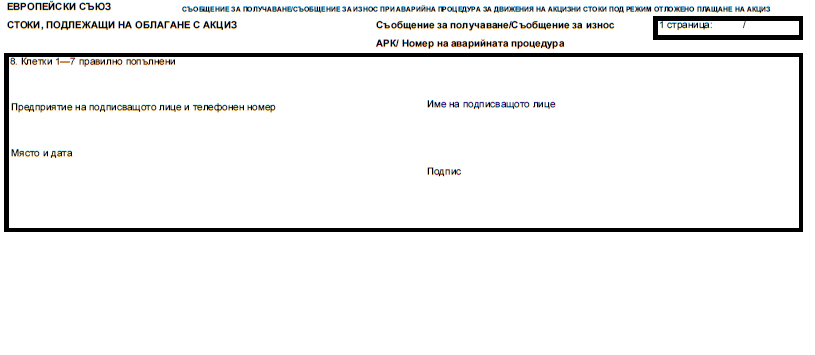 ЕВРОПЕЙСКИ СЪЮЗ
СЪОБЩЕНИЕ ЗА ПОЛУЧАВАНЕ/СЪОБЩЕНИЕ ЗА ИЗНОС ПРИ АВАРИЙНА ПРОЦЕДУРА ЗА ДВИЖЕНИЯ НА АКЦИЗНИ СТОКИ ПОД РЕЖИМ ОТЛОЖЕНО ПЛАЩАНЕ НА АКЦИЗ
СТОКИ, ПОДЛЕЖАЩИ НА ОБЛАГАНЕ С АКЦИЗ
Съобщение за получаване/Съобщение за износ
1 страница: /
АРК/ Номер на аварийната процедура
8. Клетки 1—7 правилно попълнени
Предприятие на подписващото лице и телефонен номер
Име на подписващото лице
Място и дата
Подпис